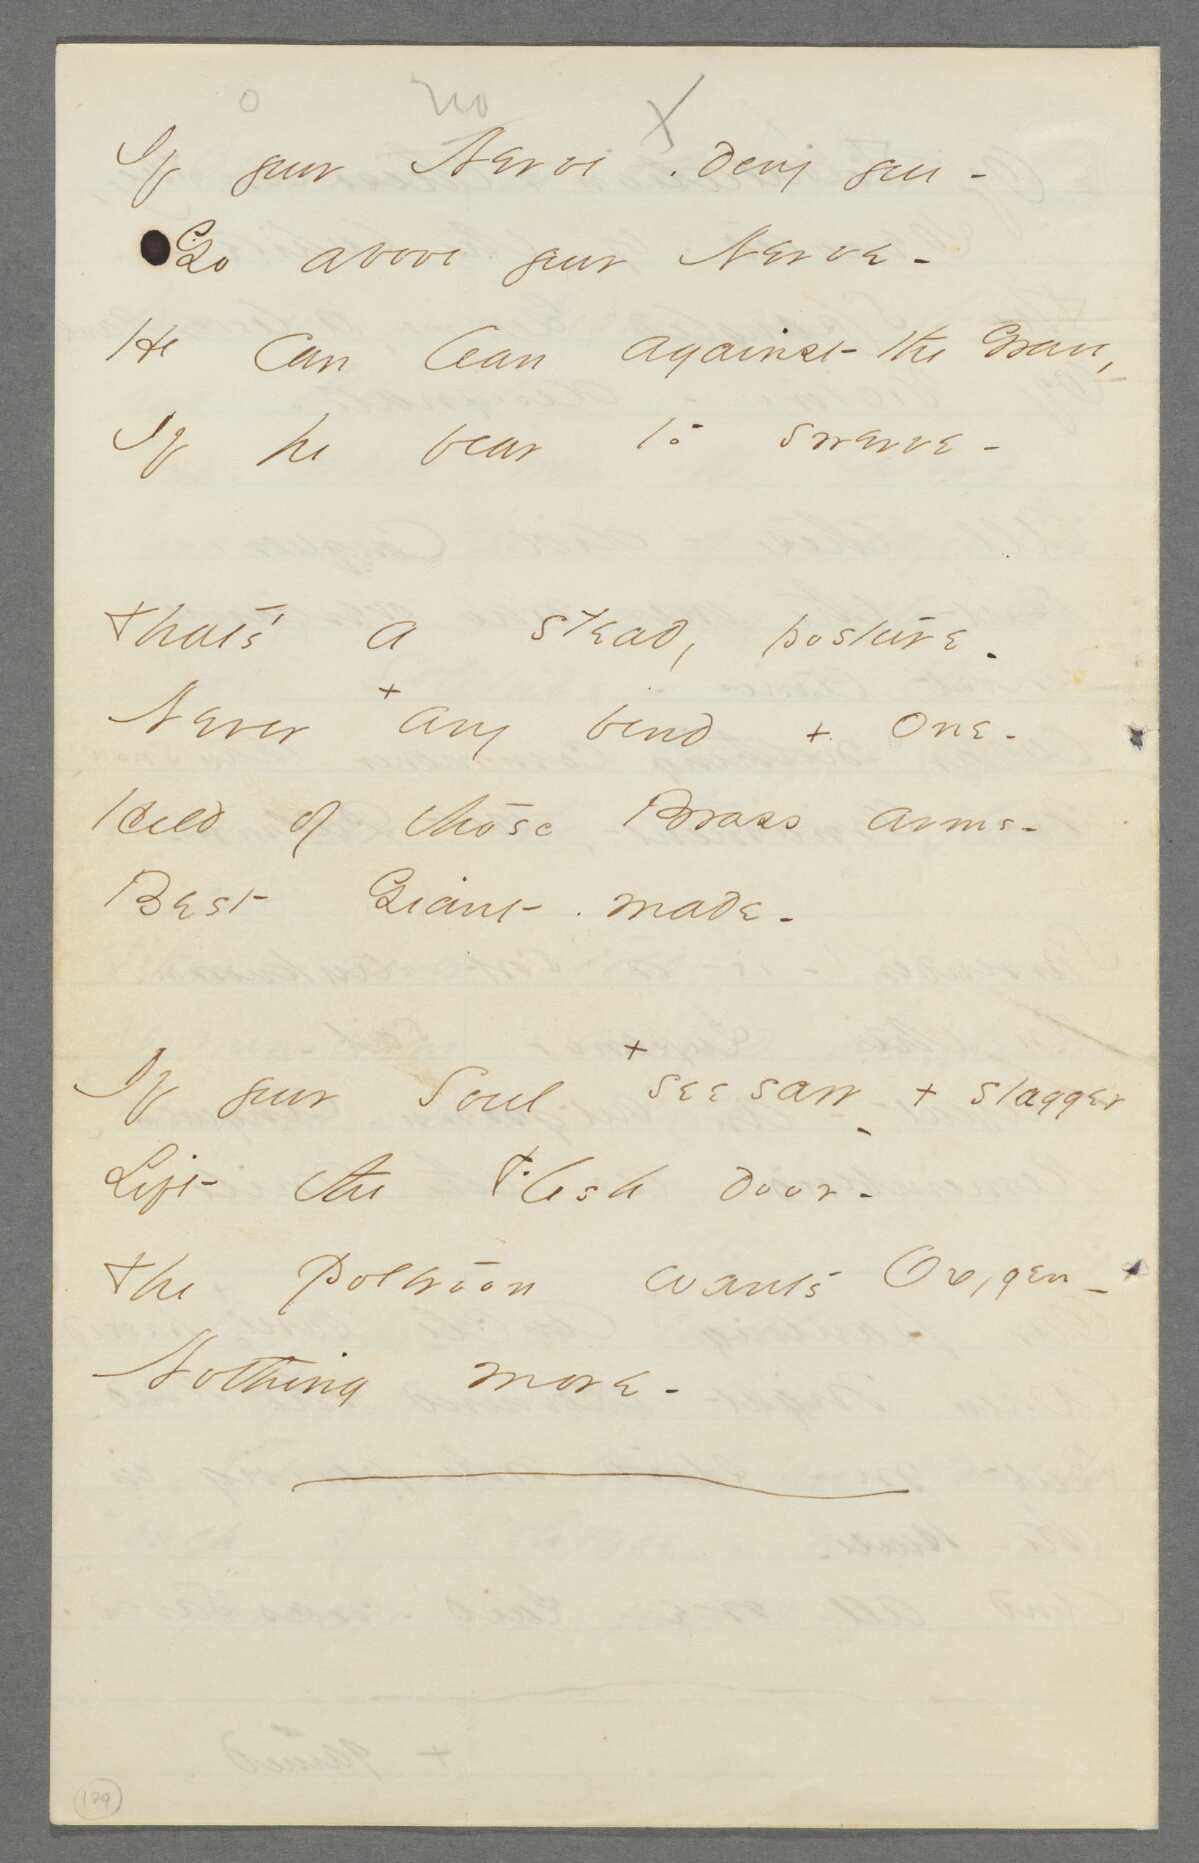 If your Nerve . deny you -
Go above your Nerve -
He can lean against the Grave,
If he fear to swerve -
That's a steady posture -
Never + any bend + One -
Held of those Brass arms -
Best Giant . made -
If your Soul + seesaw - + stagger
Lift the Flesh door -
The Poltroon wants Oxygen -
Nothing more -
129